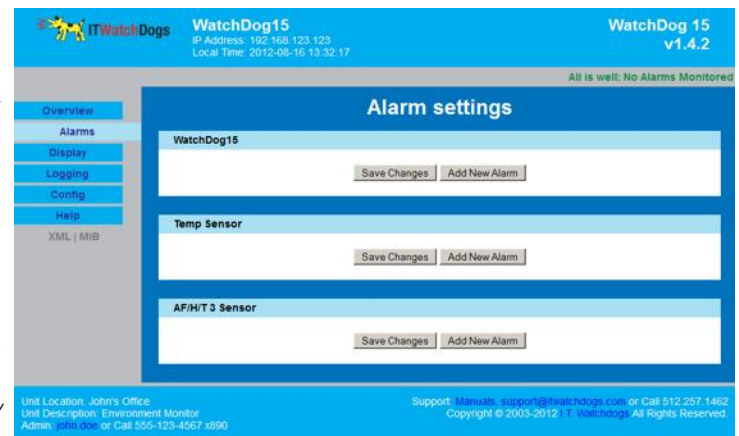 ITWatchDogs
WatchDog15
IP Address: 192.168.123.123
Local Time: 2012-08-16 13:32:17
WatchDog 15
v1.4.2
All is well: No Alarms Monitored
Overview
Alarms
Display
Logging
Config
Help
XML | MIB
Alarm settings
WatchDog15
Save Changes Add New Alarm
Temp Sensor
Save Changes Add New Alarm
AF/H/T 3 Sensor
Save Changes Add New Alarm
Unit Location: John's Office
Unit Description: Environment Monitor
Admin: john doe or Call 555-123-4567 x890
Support: Manuals, support@itwatchdogs.com or Call 512.257.1462
Copyright © 2003-2012 I.T. Watchdogs All Rights Reserved.